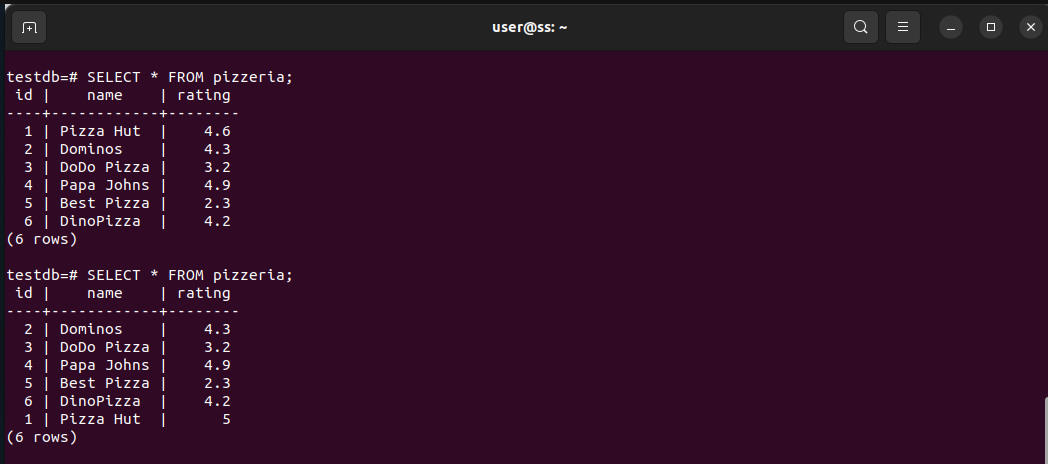 user@ss: ~
testdb=# SELECT * FROM pizzeria;
 id |    name    | rating
----+------------+--------
  1 | Pizza Hut  |    4.6
  2 | Dominos    |    4.3
  3 | DoDo Pizza |    3.2
  4 | Papa Johns |    4.9
  5 | Best Pizza |    2.3
  6 | DinoPizza  |    4.2
(6 rows)
testdb=# SELECT * FROM pizzeria;
 id |    name    | rating
----+------------+--------
  2 | Dominos    |    4.3
  3 | DoDo Pizza |    3.2
  4 | Papa Johns |    4.9
  5 | Best Pizza |    2.3
  6 | DinoPizza  |    4.2
  1 | Pizza Hut  |      5
(6 rows)